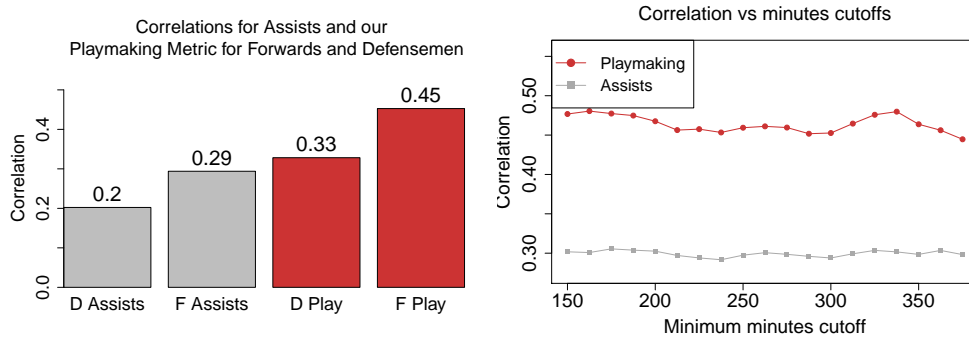 Correlations for Assists and our
Playmaking Metric for Forwards and Defensemen
Correlation
0.0
0.2
0.4
0.2
0.29
0.33
0.45
D Assists
F Assists
D Play
F Play
Correlation vs minutes cutoffs
Playmaking
Assists
Correlation
0.30
0.40
0.50
150
200
250
300
350
Minimum minutes cutoff